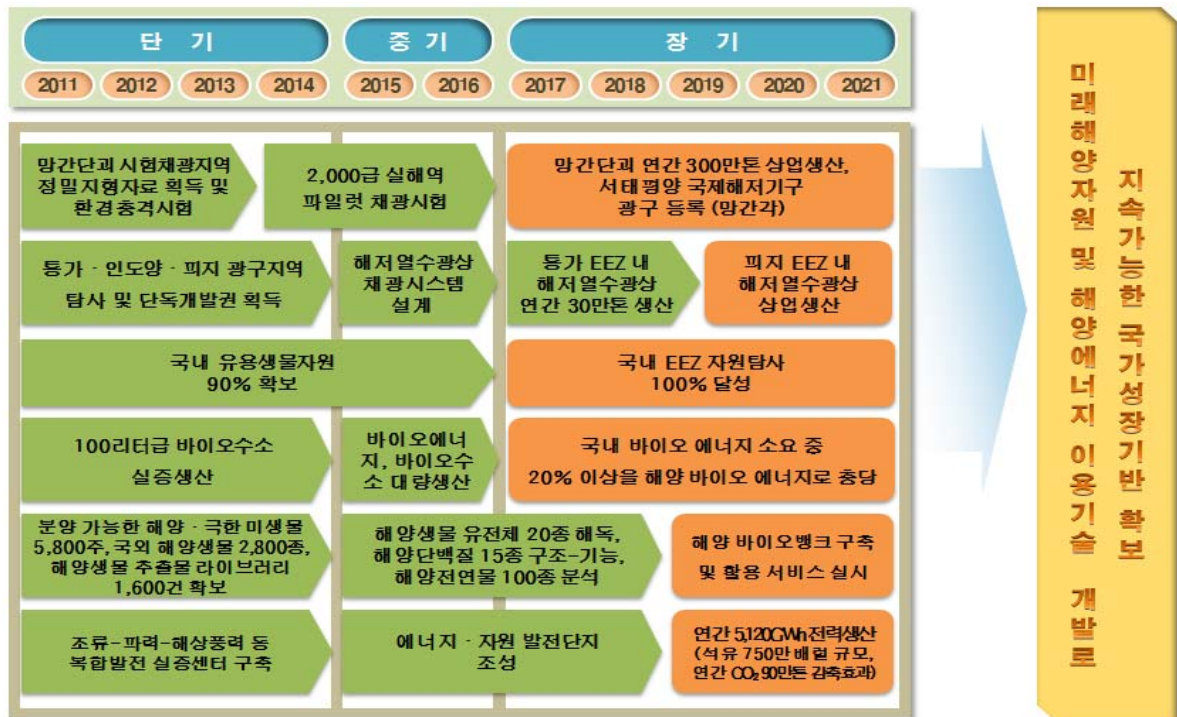 단 기
중 기
장 기
2011 2012 2013 2014 2015 2016 2017 2018 2019 2020 2021
망간단괴 시험채광지역
정밀지형자료 획득 및
환경충격시험
2,000급 실해역
파일럿 채광시험
망간단괴 연간 300만톤 상업생산,
서태평양 국제해저기구
광구 등록 (망간각)
통가 · 인도양 · 피지 광구지역
탐사 및 단독개발권 획득
해저열수광상
채광시스템
설계
통가 EEZ 내
해저열수광상
연간 30만톤 생산
피지 EEZ 내
해저열수광상
상업생산
국내 유용생물자원
90% 확보
국내 EEZ 자원탐사
100% 달성
100리터급 바이오수소
실증생산
바이오에너
지, 바이오수
소 대량생산
국내 바이오 에너지 소요 중
20% 이상을 해양 바이오 에너지로 충당
분양 가능한 해양 · 극한 미생물
5,800주, 국외 해양생물 2,800종,
해양생물 추출물 라이브러리
1,600건 확보
해양생물 유전체 20종 해독,
해양단백질 15종 구조-기능,
해양천연물 100종 분석
해양 바이오뱅크 구축
및 활용 서비스 실시
조류-파력-해상풍력 등
복합발전 실증센터 구축
에너지 · 자원 발전단지
조성
연간 5,120GWh 전력생산
(석유 750만 배럴 규모,
연간 CO₂ 90만톤 감축효과)
미래해양자원 및 해양에너지 이용기술 개발로
지속가능한 국가성장기반 확보